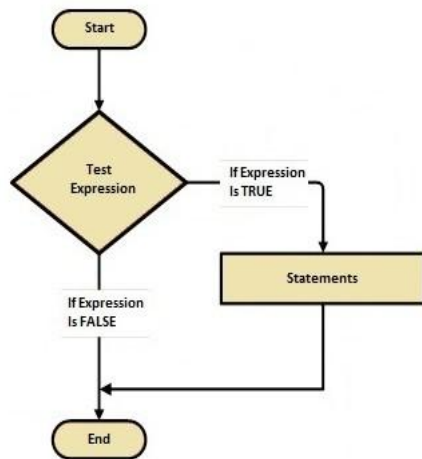 Start
Test
Expression
If Expression
Is TRUE
Statements
If Expression
Is FALSE
End